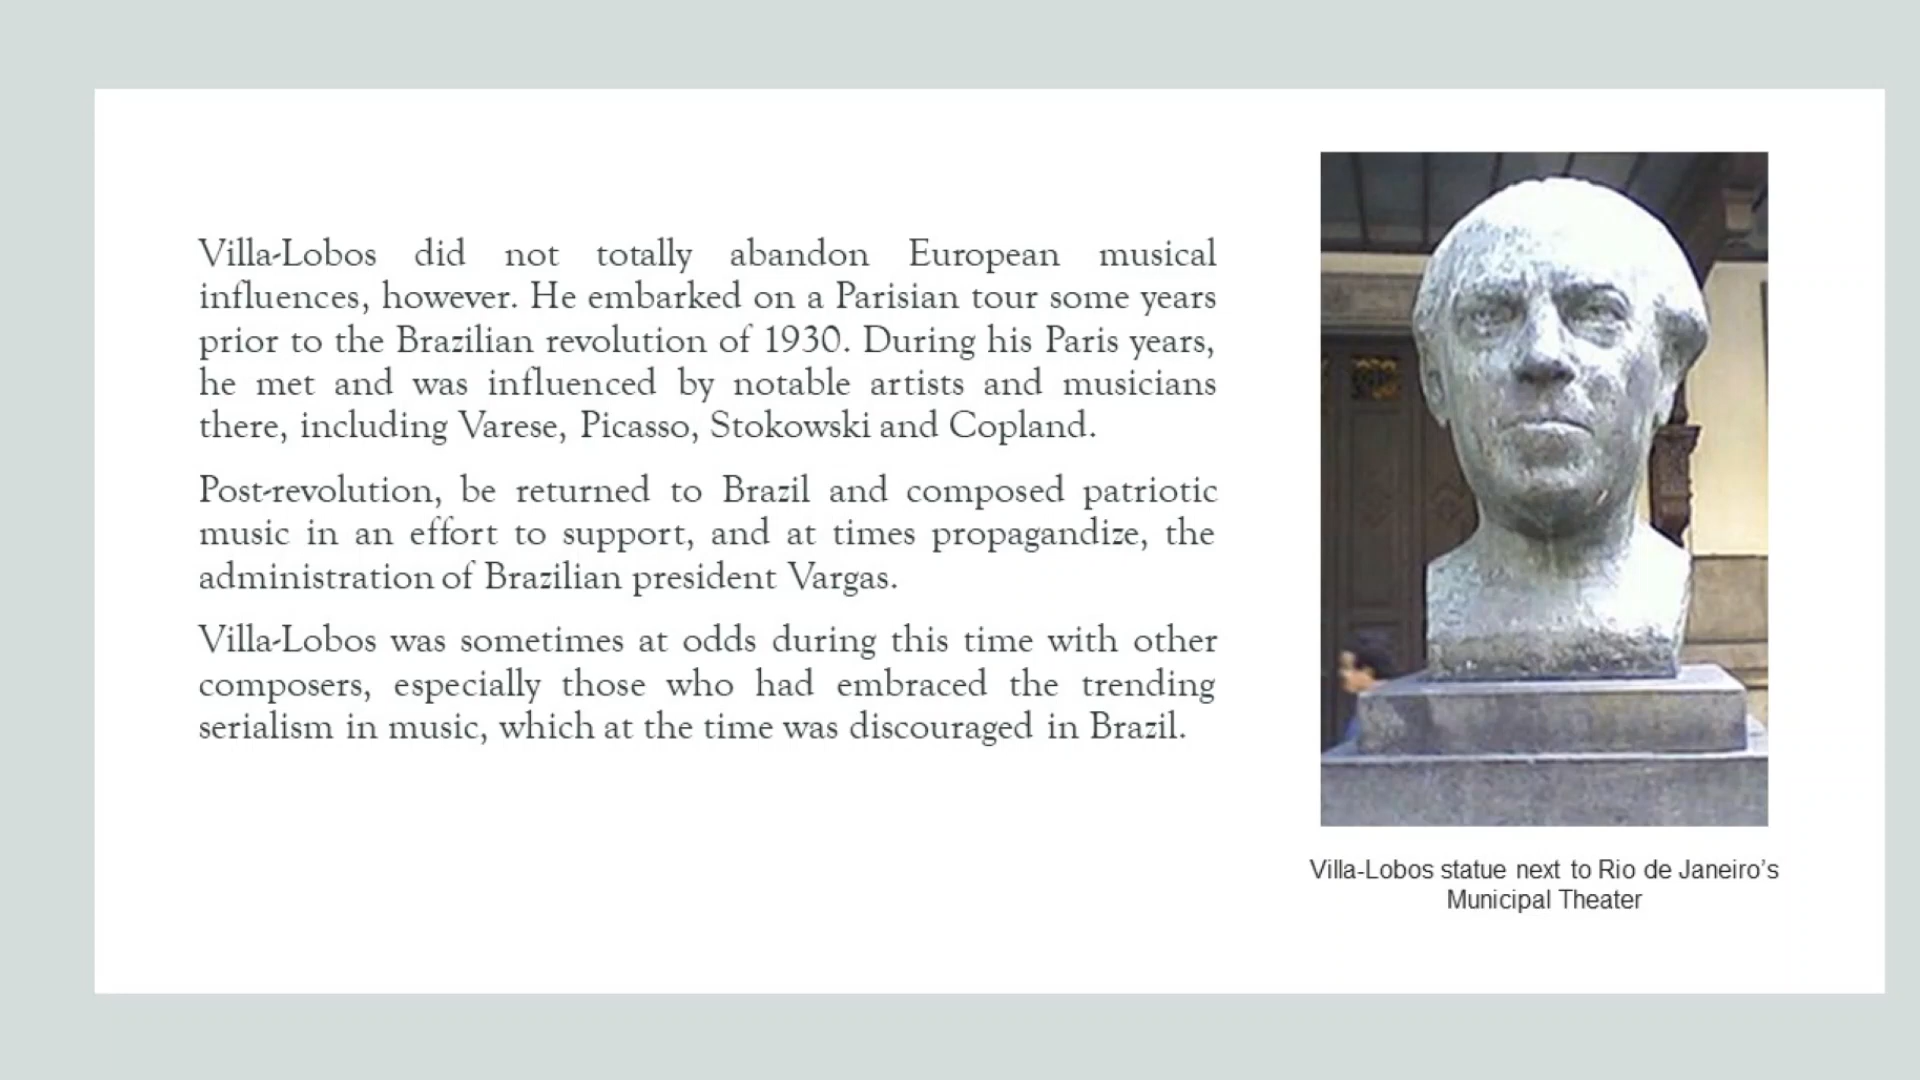 Villa-Lobos did not totally abandon European musical
influences, however. He embarked on a Parisian tour some years
prior to the Brazilian revolution of 1930. During his Paris years,
he met and was influenced by notable artists and musicians
there, including Varese, Picasso, Stokowski and Copland.
Post-revolution, be returned to Brazil and composed patriotic
music in an effort to support, and at times propagandize, the
administration of Brazilian president Vargas.
Villa-Lobos was sometimes at odds during this time with other
composers, especially those who had embraced the trending
serialism in music, which at the time was discouraged in Brazil.
Villa-Lobos statue next to Rio de Janeiro’s
Municipal Theater